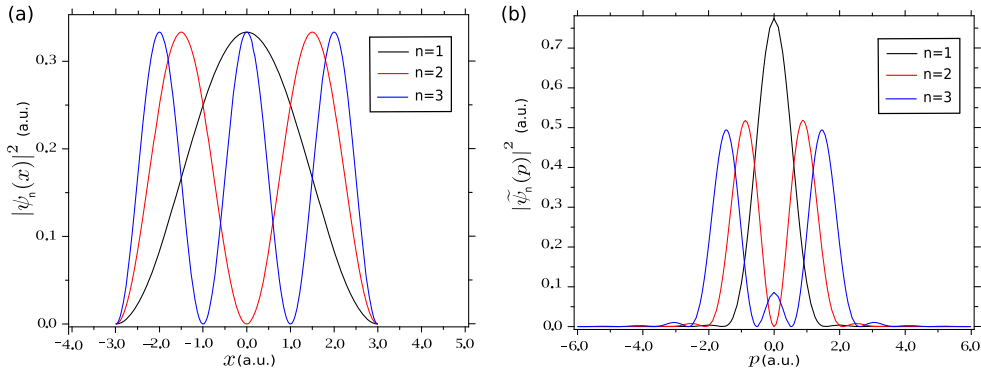 (a)
|ψₙ(x)|² (a.u.)
0.3
0.2
0.1
0.0
n=1
n=2
n=3
-4.0 -3.0 -2.0 -1.0 0.0 1.0 2.0 3.0 4.0 5.0
x (a.u.)
(b)
|ψ̃ₙ(p)|² (a.u.)
0.7
0.6
0.5
0.4
0.3
0.2
0.1
0.0
n=1
n=2
n=3
-6.0 -4.0 -2.0 0.0 2.0 4.0 6.0
p (a.u.)